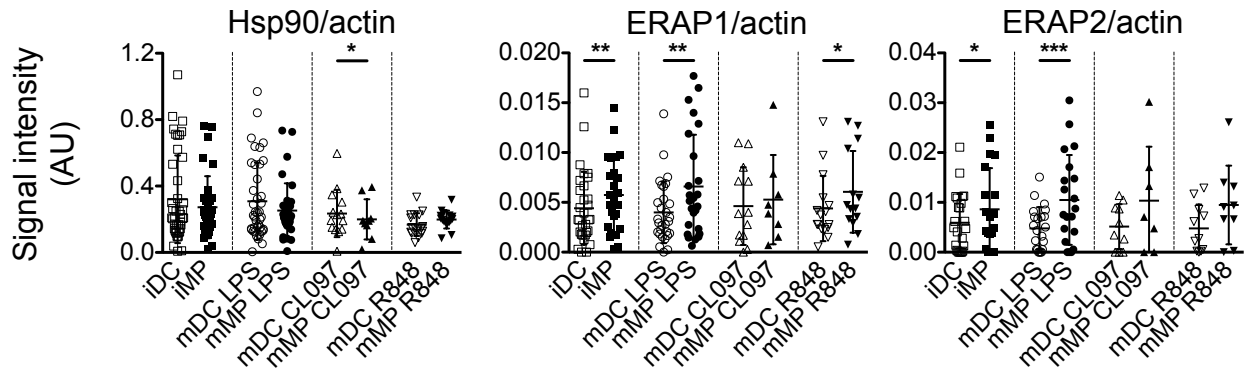 Hsp90/actin
ERAP1/actin
ERAP2/actin
Signal intensity
(AU)
1.2
0.8
0.4
0.0
*
iDC
iMP
mDC LPS
mMP LPS
mDC CL097
mMP CL097
mDC R848
mMP R848
0.020
0.015
0.010
0.005
0.000
**
**
*
iDC
iMP
mDC LPS
mMP LPS
mDC CL097
mMP CL097
mDC R848
mMP R848
0.04
0.03
0.02
0.01
0.00
*
***
iDC
iMP
mDC LPS
mMP LPS
mDC CL097
mMP CL097
mDC R848
mMP R848